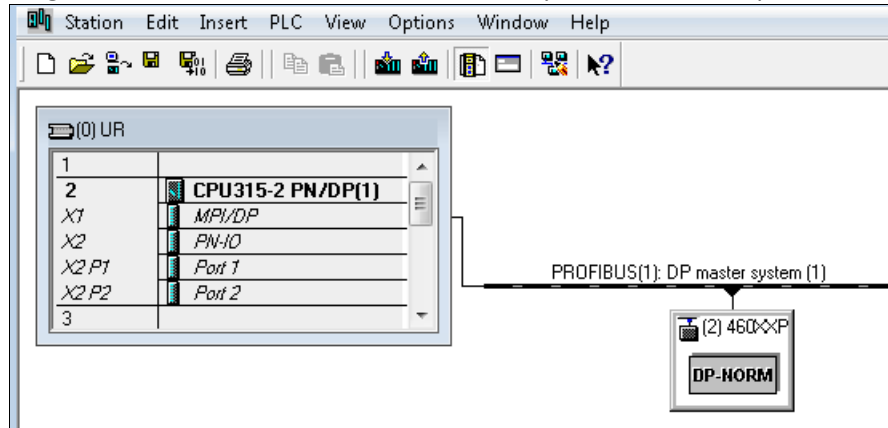 Station Edit Insert PLC View Options Window Help
(0) UR
1
2 CPU315-2 PN/DP(1)
X1 MPI/DP
X2 PN-IO
X2 P1 Port 1
X2 P2 Port 2
3
PROFIBUS(1): DP master system (1)
(2) 460XXP
DP-NORM